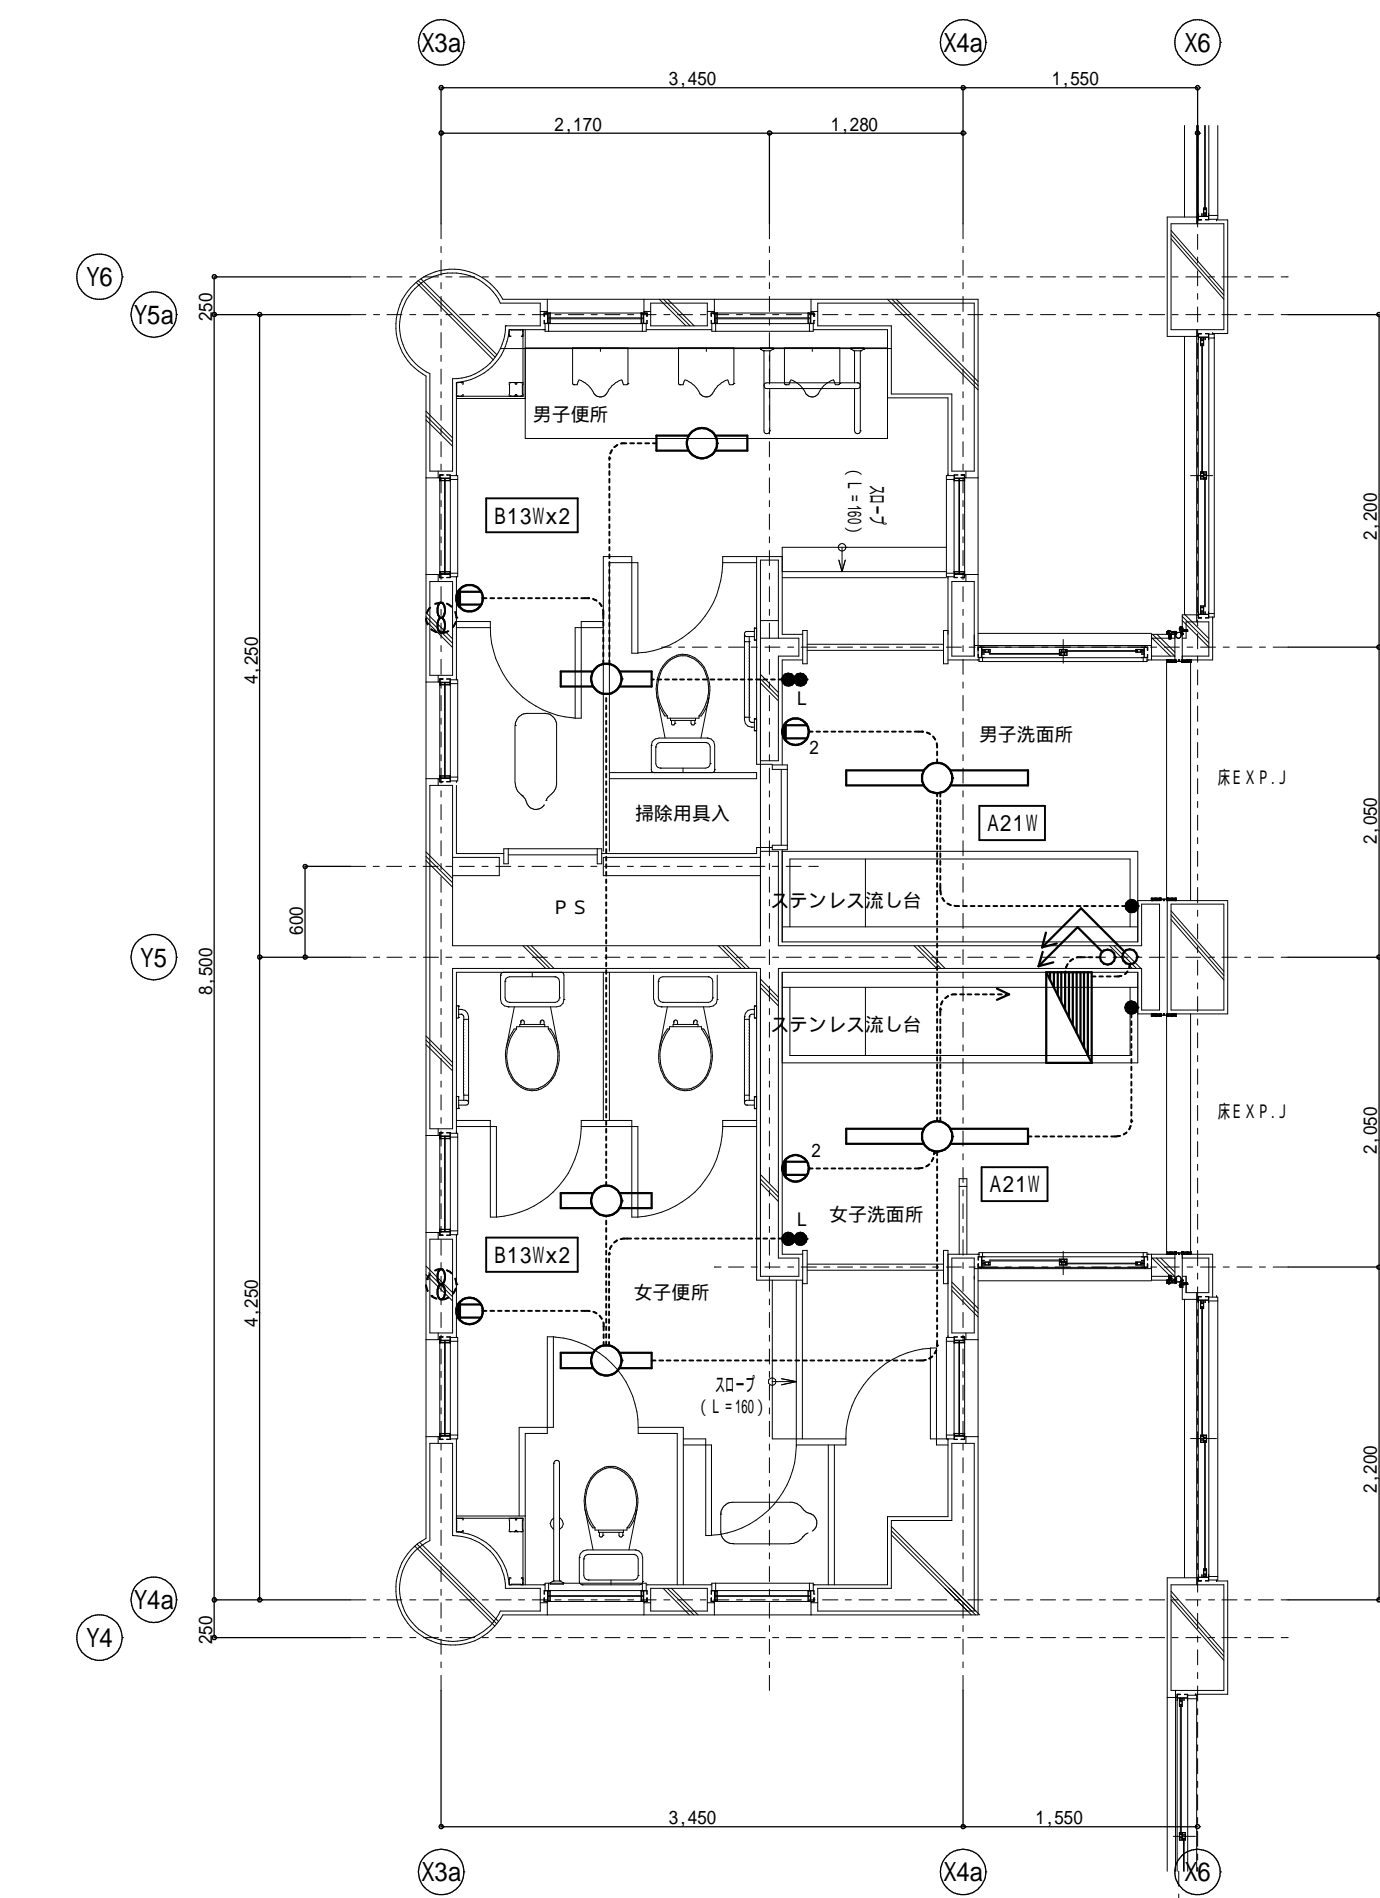 X3a
X4a
X6
3,450
1,550
2,170
1,280
Y6
250
Y5a
男子便所
スロープ
(L=160)
B13Wx2
2,200
4,250
L
2
男子洗面所
床EXP.J
A21W
掃除用具入
2,050
PS
ステンレス流し台
600
Y5
8,500
ステンレス流し台
床EXP.J
2,050
2
A21W
女子洗面所
L
B13Wx2
女子便所
4,250
スロープ
(L=160)
2,200
Y4a
250
Y4
3,450
1,550
X3a
X4a
X6